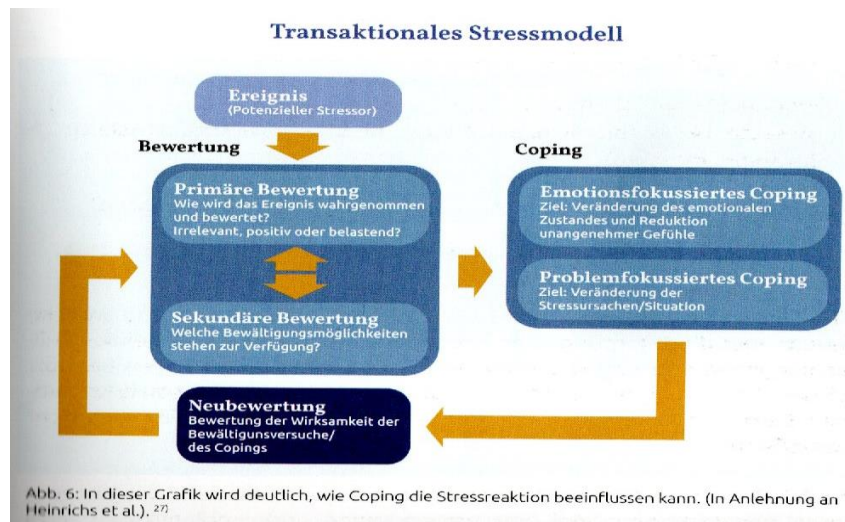 Transaktionales Stressmodell
Ereignis
(Potenzieller Stressor)
Bewertung
Primäre Bewertung
Wie wird das Ereignis wahrgenommen
und bewertet?
Irrelevant, positiv oder belastend?
Sekundäre Bewertung
Welche Bewältigungsmöglichkeiten
stehen zur Verfügung?
Coping
Emotionsfokussiertes Coping
Ziel: Veränderung des emotionalen
Zustandes und Reduktion
unangenehmer Gefühle
Problemfokussiertes Coping
Ziel: Veränderung der
Stressursachen/Situation
Neubewertung
Bewertung der Wirksamkeit der
Bewältigunsversuche/
des Copings
Abb. 6: In dieser Grafik wird deutlich, wie Coping die Stressreaktion beeinflussen kann. (In Anlehnung an
Heinrichs et al.). 27)